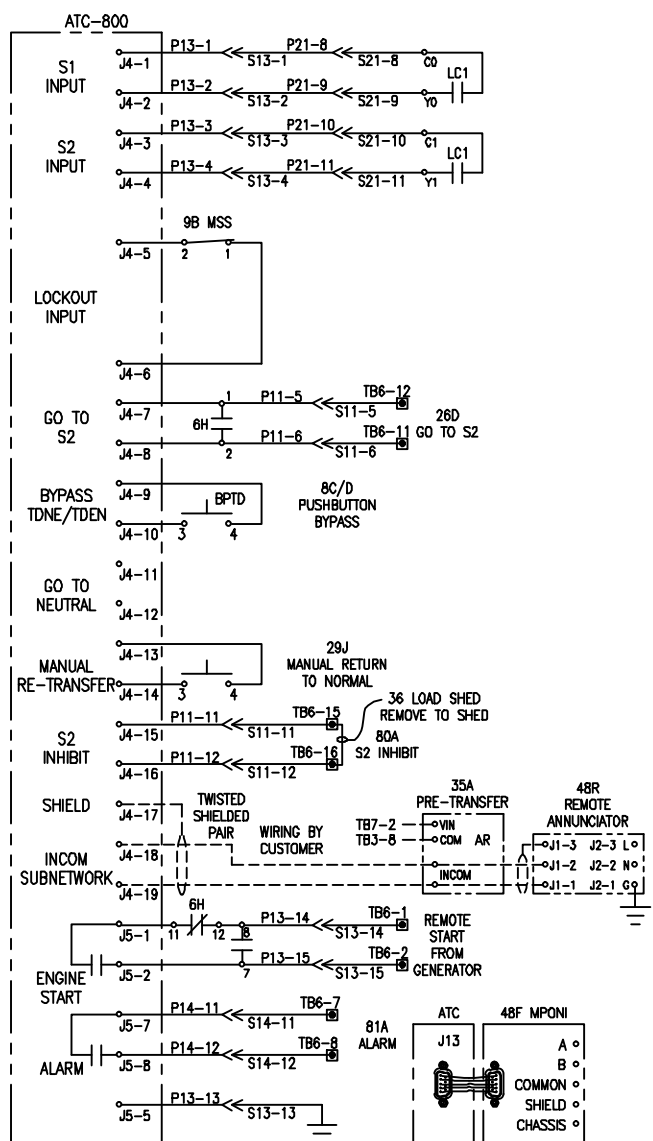 ATC-800
S1
INPUT
J4-1
P13-1
S13-1
P21-8
S21-8
C0
LC1
J4-2
P13-2
S13-2
P21-9
S21-9
Y0
S2
INPUT
J4-3
P13-3
S13-3
P21-10
S21-10
C1
LC1
J4-4
P13-4
S13-4
P21-11
S21-11
Y1
LOCKOUT
INPUT
J4-5
9B MSS
2
1
J4-6
GO TO
S2
J4-7
1
P11-5
S11-5
TB6-12
6H
26D
GO TO S2
J4-8
2
P11-6
S11-6
TB6-11
BYPASS
TDNE/TDEN
J4-9
BPTD
8C/D
PUSHBUTTON
BYPASS
J4-10
3
4
GO TO
NEUTRAL
J4-11
J4-12
MANUAL
RE-TRANSFER
J4-13
29J
MANUAL RETURN
TO NORMAL
J4-14
3
4
S2
INHIBIT
J4-15
P11-11
S11-11
TB6-15
36 LOAD SHED
REMOVE TO SHED
80A
S2 INHIBIT
J4-16
P11-12
S11-12
TB6-16
SHIELD
J4-17
TWISTED
SHIELDED
PAIR
WIRING BY
CUSTOMER
35A
PRE-TRANSFER
TB7-2
VIN
TB3-8
COM
AR
INCOM
48R
REMOTE
ANNUNCIATOR
J1-3
J2-3
L
J1-2
J2-2
N
J1-1
J2-1
G
INCOM
SUBNETWORK
J4-18
J4-19
ENGINE
START
J5-1
11
6H
12
8
P13-14
S13-14
TB6-1
REMOTE
START
FROM
GENERATOR
J5-2
7
P13-15
S13-15
TB6-2
ALARM
J5-7
P14-11
S14-11
TB6-7
81A
ALARM
J5-8
P14-12
S14-12
TB6-8
J5-5
P13-13
S13-13
ATC
J13
48F MPONI
A
B
COMMON
SHIELD
CHASSIS